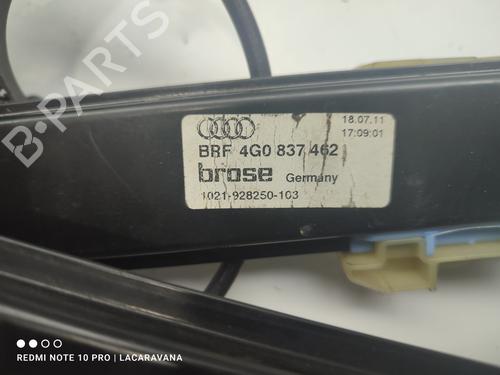 B-PARTS
18.07.11
17:09:01
BRF 4G0 837 462
brose Germany
1021-928250-103
REDMI NOTE 10 PRO | LACARAVANA